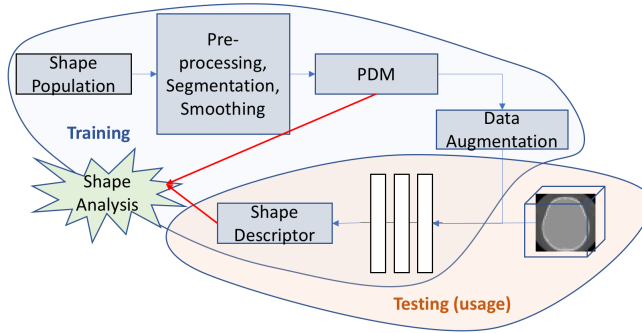 Shape
Population
Pre-
processing,
Segmentation,
Smoothing
PDM
Data
Augmentation
Training
Shape
Analysis
Shape
Descriptor
Testing (usage)